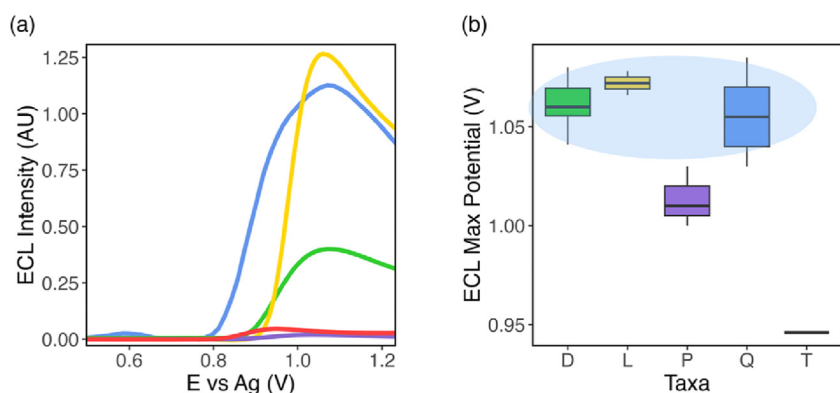 (a)
(b)
1.25
1.00
0.75
0.50
0.25
0.00
ECL Intensity (AU)
0.6
0.8
1.0
1.2
E vs Ag (V)
1.05
1.00
0.95
ECL Max Potential (V)
D
L
P
Q
T
Taxa